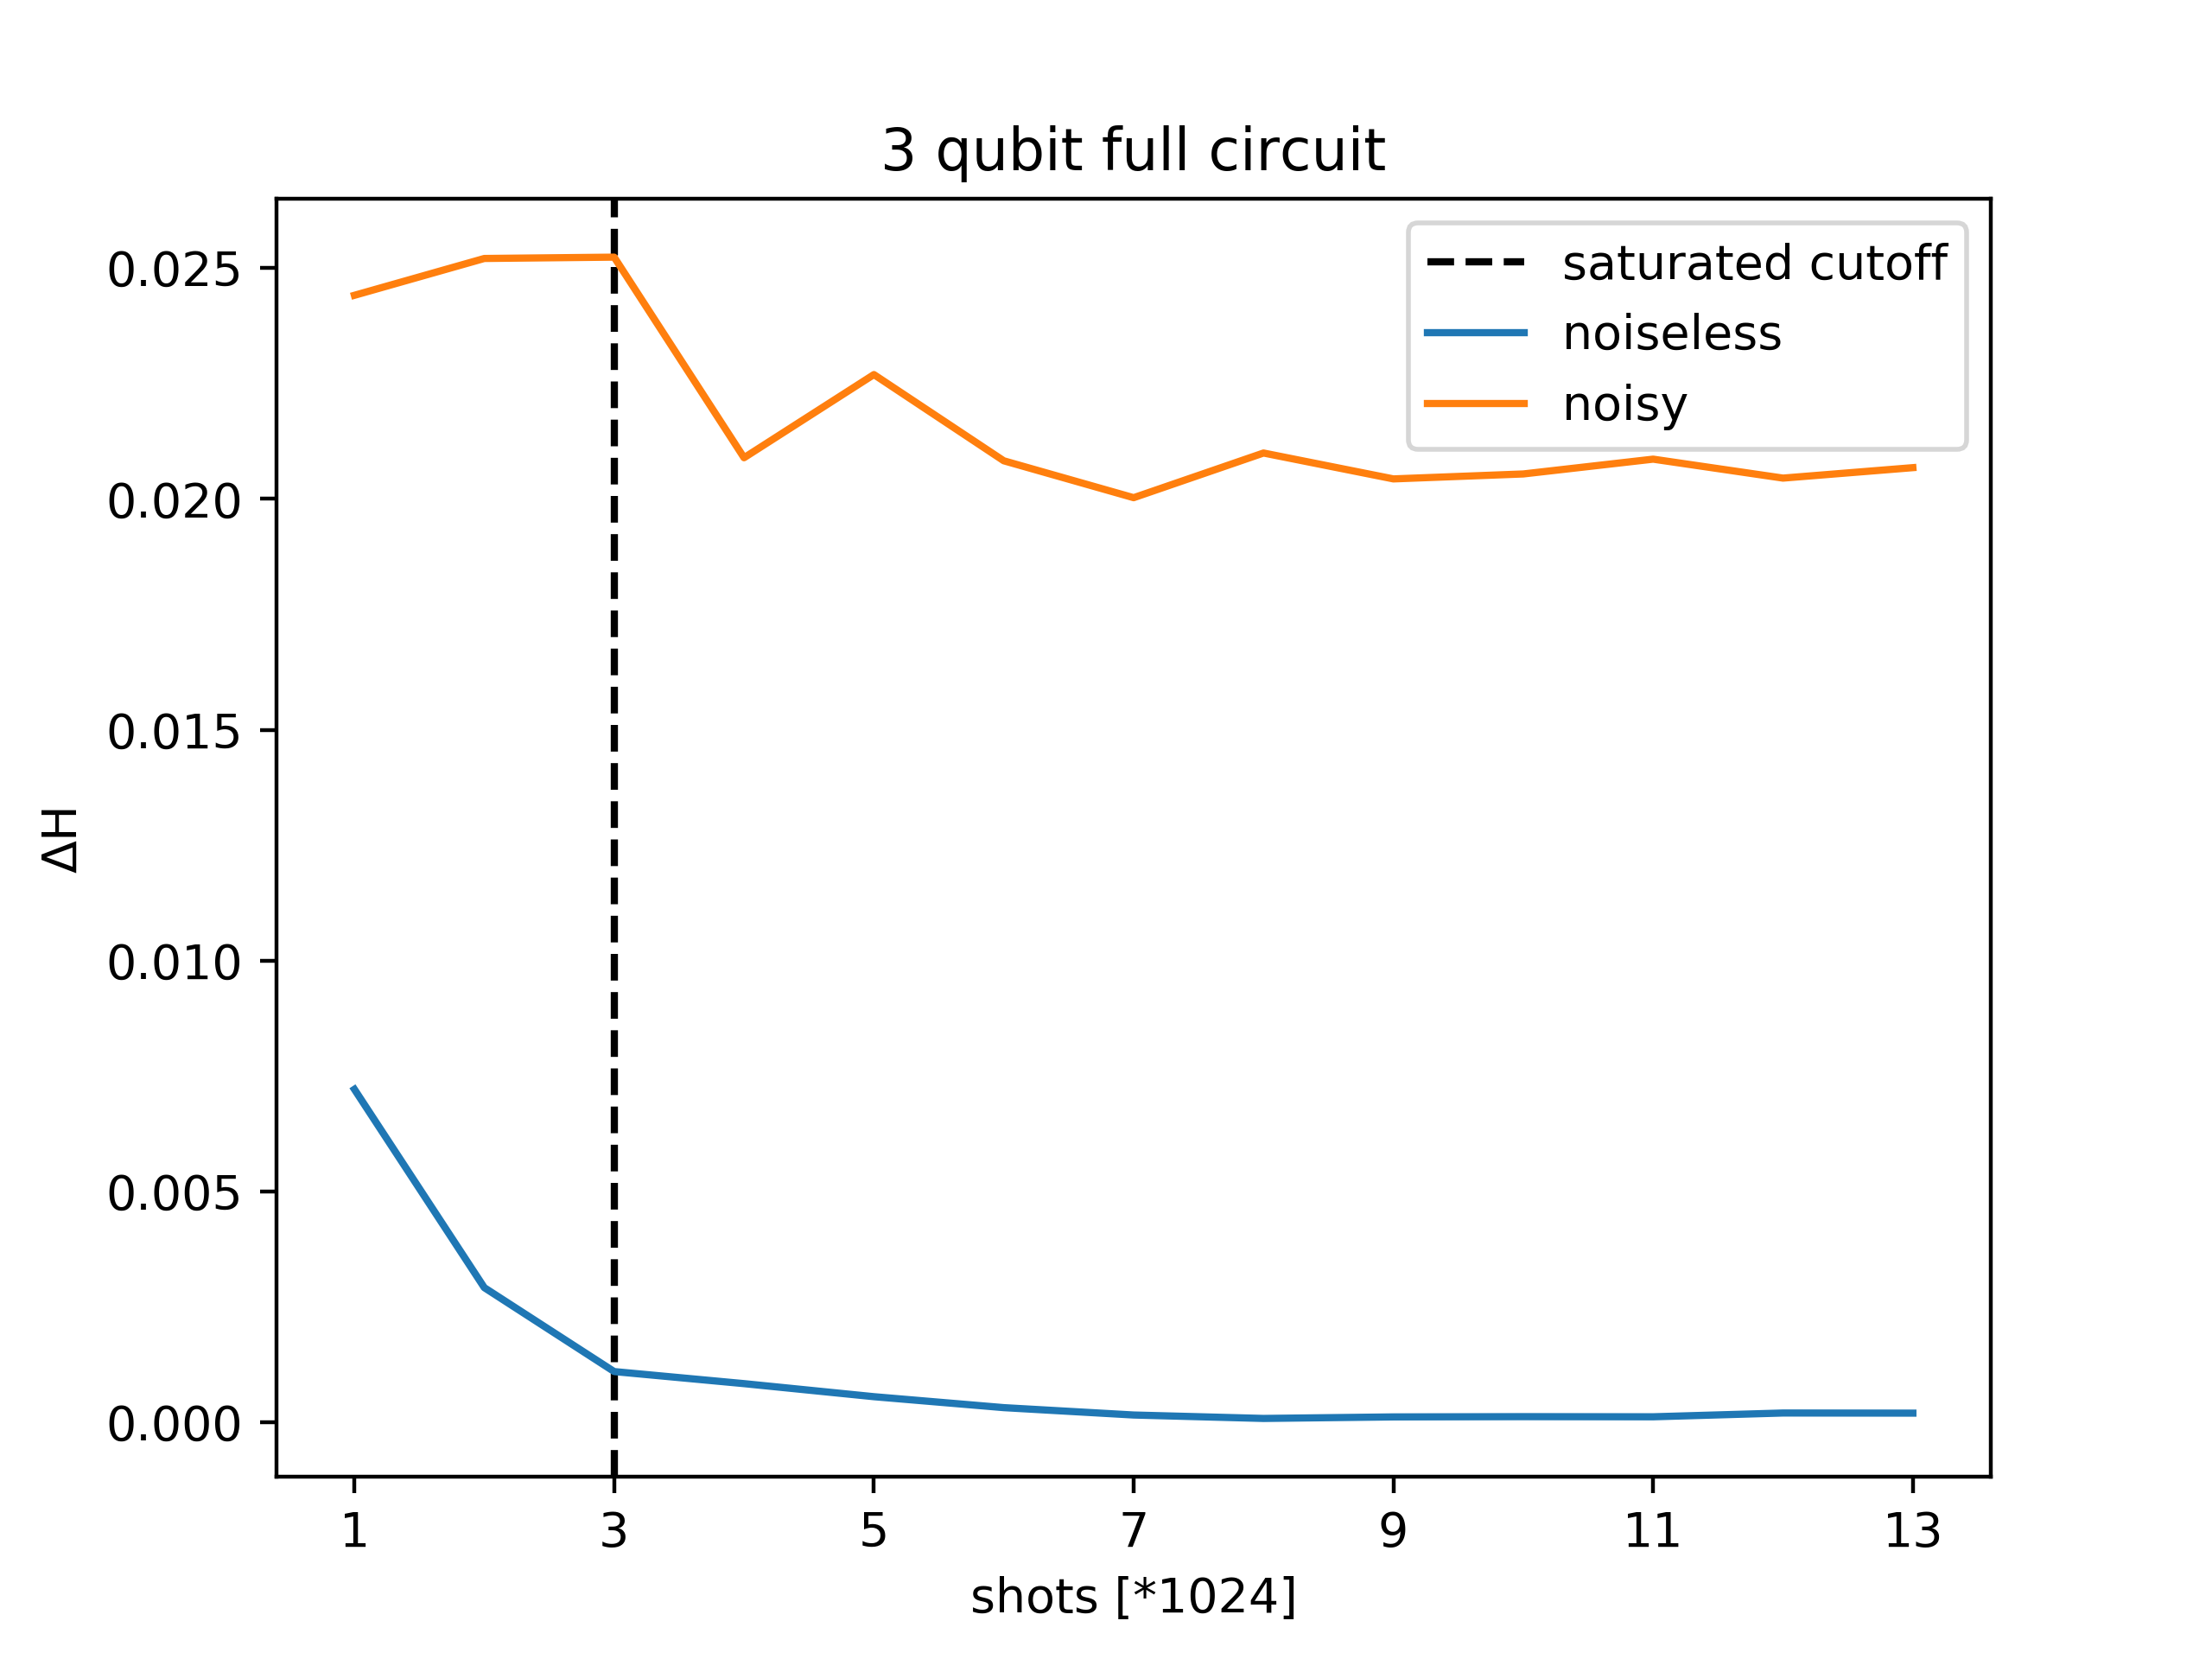 3 qubit full circuit
saturated cutoff
noiseless
noisy
0.025
0.020
0.015
0.010
0.005
0.000
ΔH
1 3 5 7 9 11 13
shots [*1024]